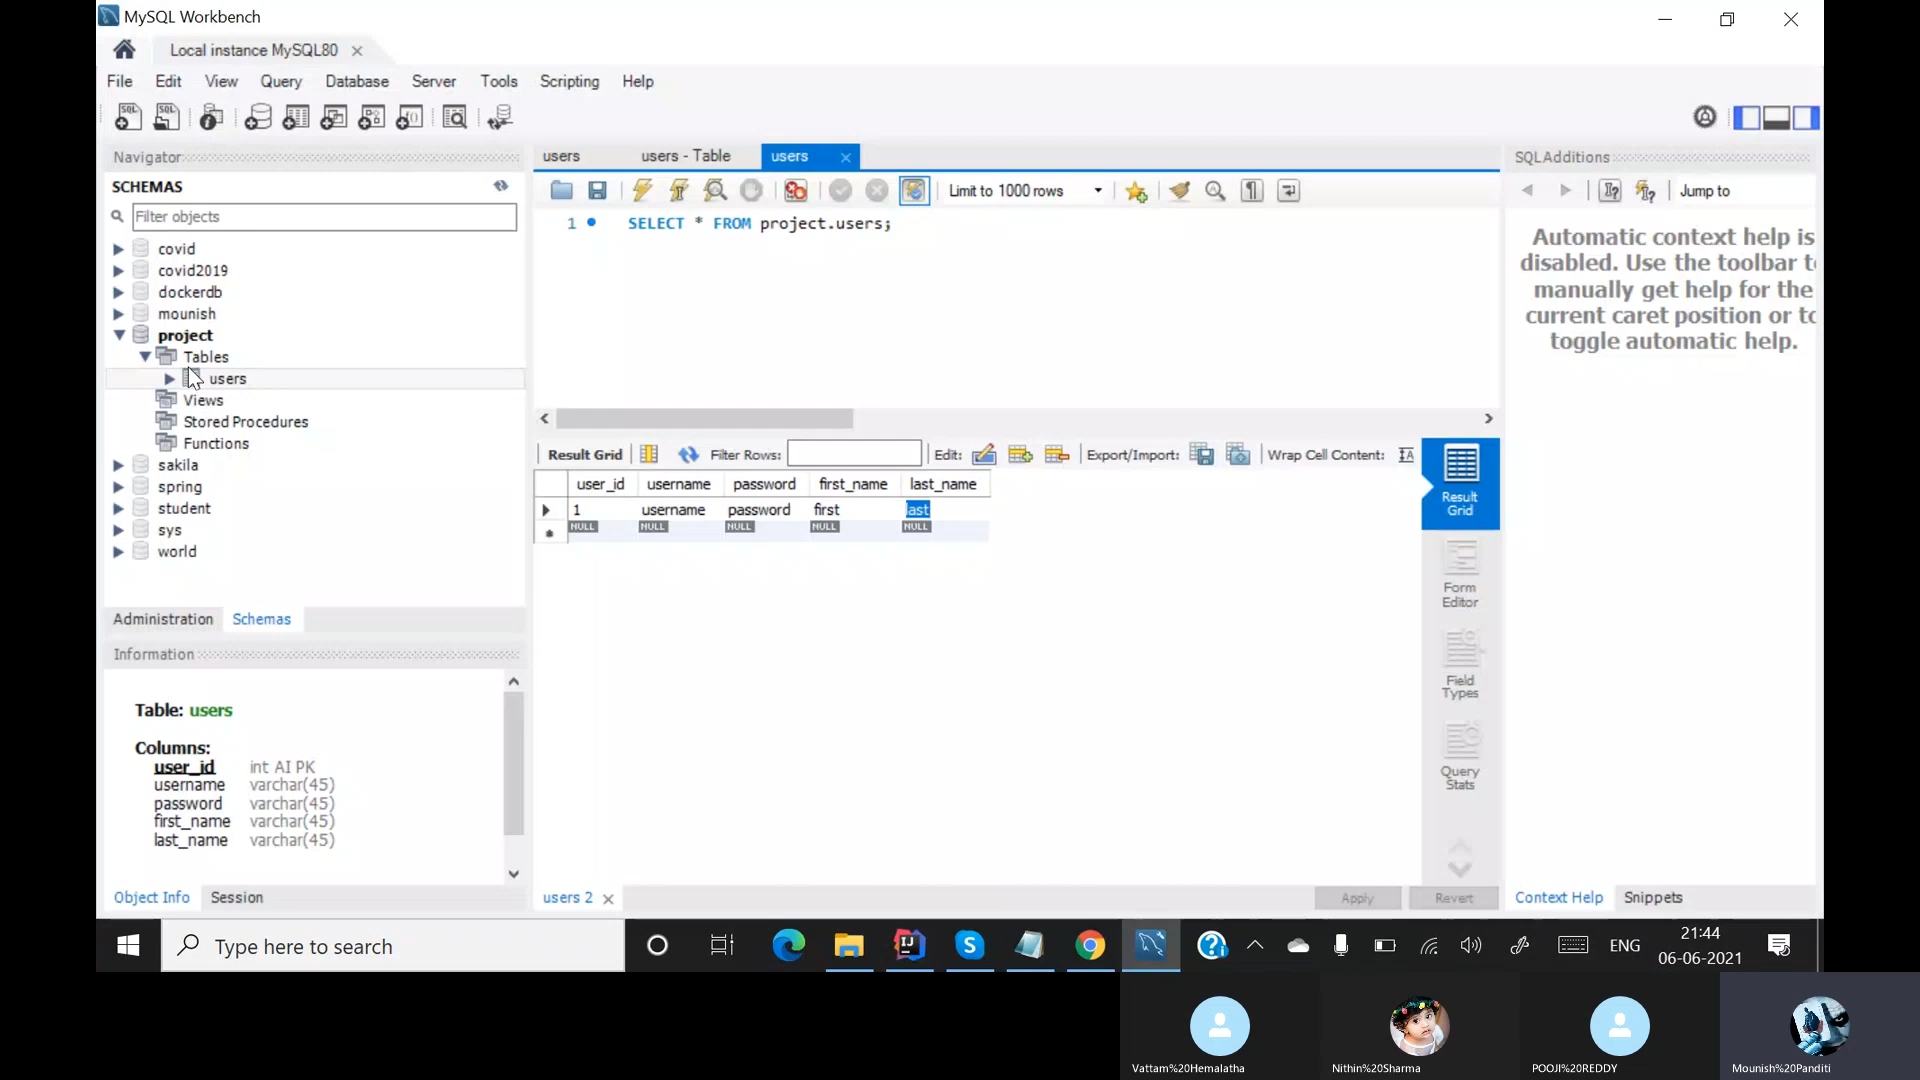 MySQL Workbench
Local instance MySQL80
File Edit View Query Database Server Tools Scripting Help
Navigator
SCHEMAS
Filter objects
covid
covid2019
dockerdb
mounish
project
Tables
users
Views
Stored Procedures
Functions
sakila
spring
student
sys
world
Administration Schemas
Information
Table: users
Columns:
user_id int AI PK
username varchar(45)
password varchar(45)
first_name varchar(45)
last_name varchar(45)
Object Info Session
users users - Table users
Limit to 1000 rows
1 SELECT * FROM project.users;
Result Grid Filter Rows: Edit: Export/Import: Wrap Cell Content:
user_id username password first_name last_name
1 username password first last
NULL NULL NULL NULL NULL
Result
Grid
Form
Editor
Field
Types
Query
Stats
users 2
Apply Revert
SQLAdditions
Jump to
Automatic context help is
disabled. Use the toolbar t
manually get help for the
current caret position or to
toggle automatic help.
Context Help Snippets
Type here to search
ENG
21:44
06-06-2021
Vattam%20Hemalatha
Nithin%20Sharma
POOJI%20REDDY
Mounish%20Panditi